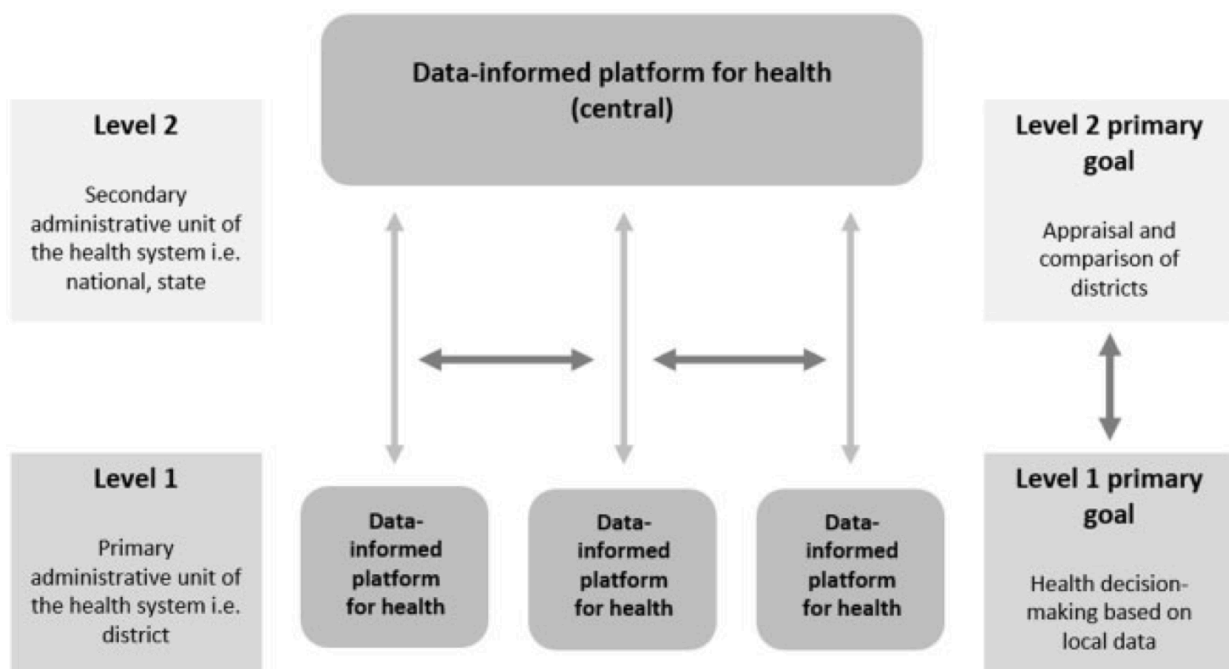 Data-informed platform for health
(central)
Level 2
Secondary
administrative unit of
the health system i.e.
national, state
Level 2 primary
goal
Appraisal and
comparison of
districts
Level 1
Primary
administrative unit of
the health system i.e.
district
Data-
informed
platform
for health
Data-
informed
platform
for health
Data-
informed
platform
for health
Level 1 primary
goal
Health decision-
making based on
local data